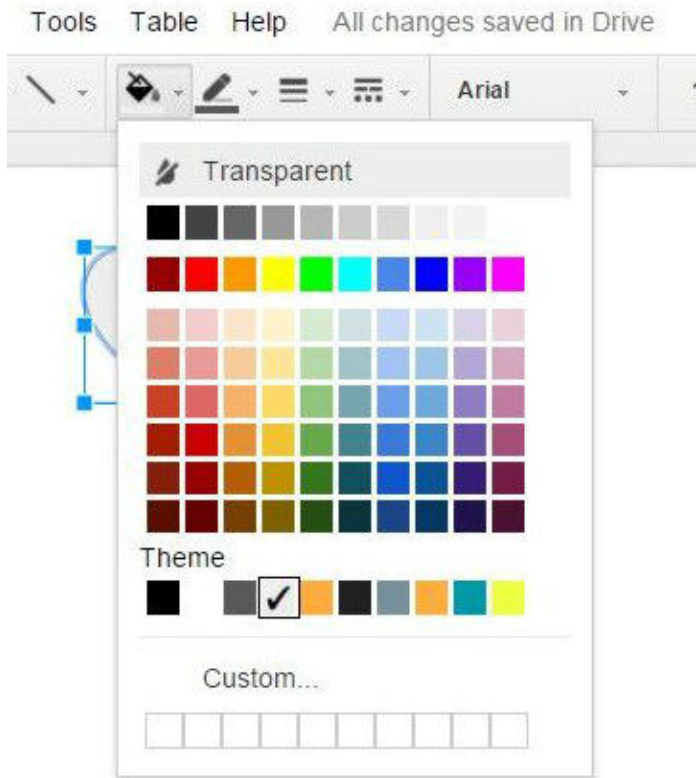 Tools Table Help All changes saved in Drive
Arial
Transparent
Theme
Custom...